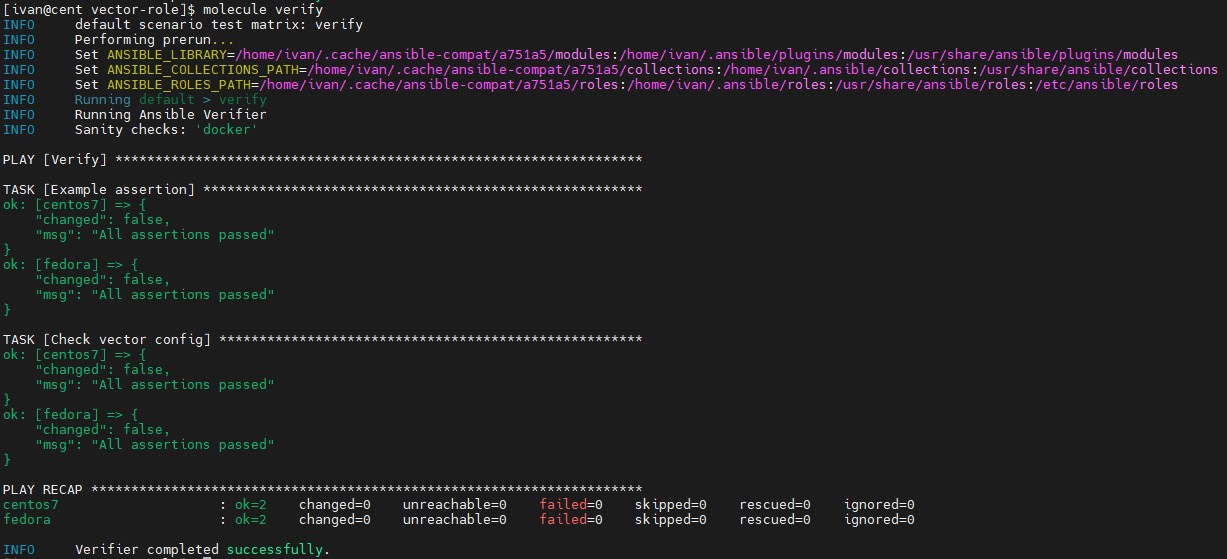 [ivan@cent vector-role]$ molecule verify
INFO     default scenario test matrix: verify
INFO     Performing prerun...
INFO     Set ANSIBLE_LIBRARY=/home/ivan/.cache/ansible-compat/a751a5/modules:/home/ivan/.ansible/plugins/modules:/usr/share/ansible/plugins/modules
INFO     Set ANSIBLE_COLLECTIONS_PATH=/home/ivan/.cache/ansible-compat/a751a5/collections:/home/ivan/.ansible/collections:/usr/share/ansible/collections
INFO     Set ANSIBLE_ROLES_PATH=/home/ivan/.cache/ansible-compat/a751a5/roles:/home/ivan/.ansible/roles:/usr/share/ansible/roles:/etc/ansible/roles
INFO     Running default > verify
INFO     Running Ansible Verifier
INFO     Sanity checks: 'docker'
PLAY [Verify] ******************************************************************
TASK [Example assertion] *******************************************************
ok: [centos7] => {
    "changed": false,
    "msg": "All assertions passed"
}
ok: [fedora] => {
    "changed": false,
    "msg": "All assertions passed"
}
TASK [Check vector config] *****************************************************
ok: [centos7] => {
    "changed": false,
    "msg": "All assertions passed"
}
ok: [fedora] => {
    "changed": false,
    "msg": "All assertions passed"
}
PLAY RECAP *********************************************************************
centos7                    : ok=2    changed=0    unreachable=0    failed=0    skipped=0    rescued=0    ignored=0
fedora                     : ok=2    changed=0    unreachable=0    failed=0    skipped=0    rescued=0    ignored=0
INFO     Verifier completed successfully.